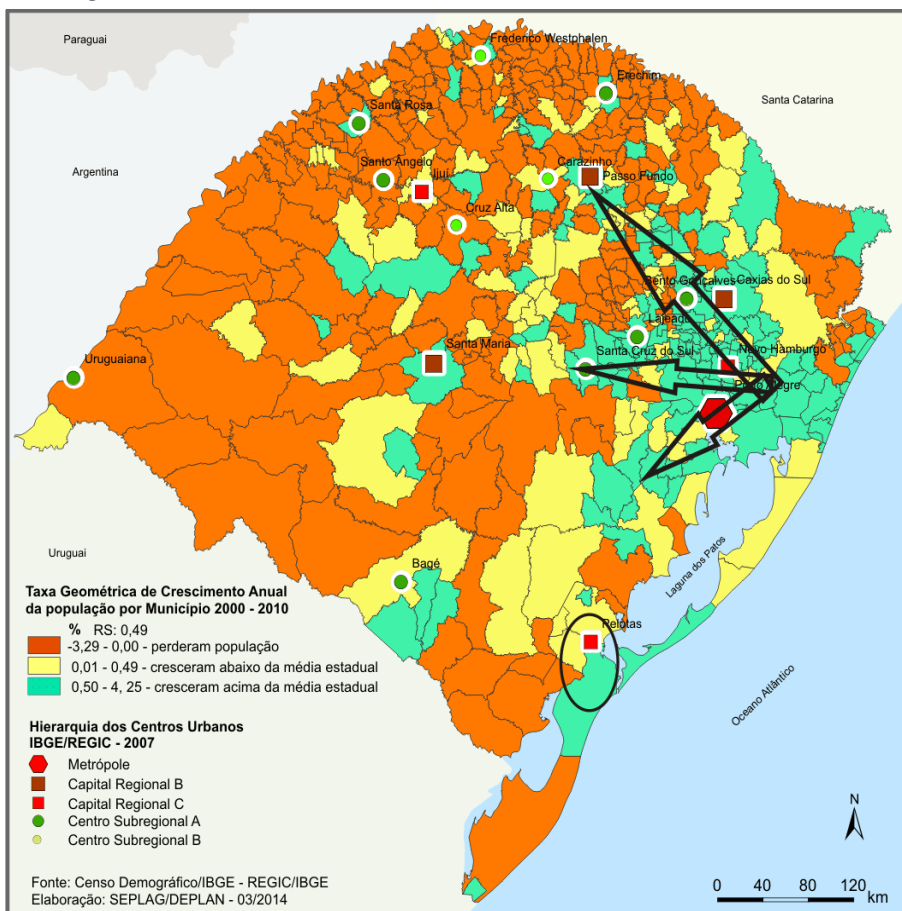 Paraguai
Frederico Westphalen
Erechim
Santa Catarina
Santa Rosa
Argentina
Santo Ângelo
Ijuí
Carazinho
Passo Fundo
Cruz Alta
Bento Gonçalves
Caxias do Sul
Lajeado
Santa Maria
Santa Cruz do Sul
Novo Hamburgo
Uruguaiana
Porto Alegre
Uruguai
Bagé
Laguna dos Patos
Pelotas
Oceano Atlântico
Taxa Geométrica de Crescimento Anual
da população por Município 2000 - 2010
% RS: 0,49
-3,29 - 0,00 - perderam população
0,01 - 0,49 - cresceram abaixo da média estadual
0,50 - 4, 25 - cresceram acima da média estadual
Hierarquia dos Centros Urbanos
IBGE/REGIC - 2007
Metrópole
Capital Regional B
Capital Regional C
Centro Subregional A
Centro Subregional B
Fonte: Censo Demográfico/IBGE - REGIC/IBGE
Elaboração: SEPLAG/DEPLAN - 03/2014
N
0 40 80 120
km